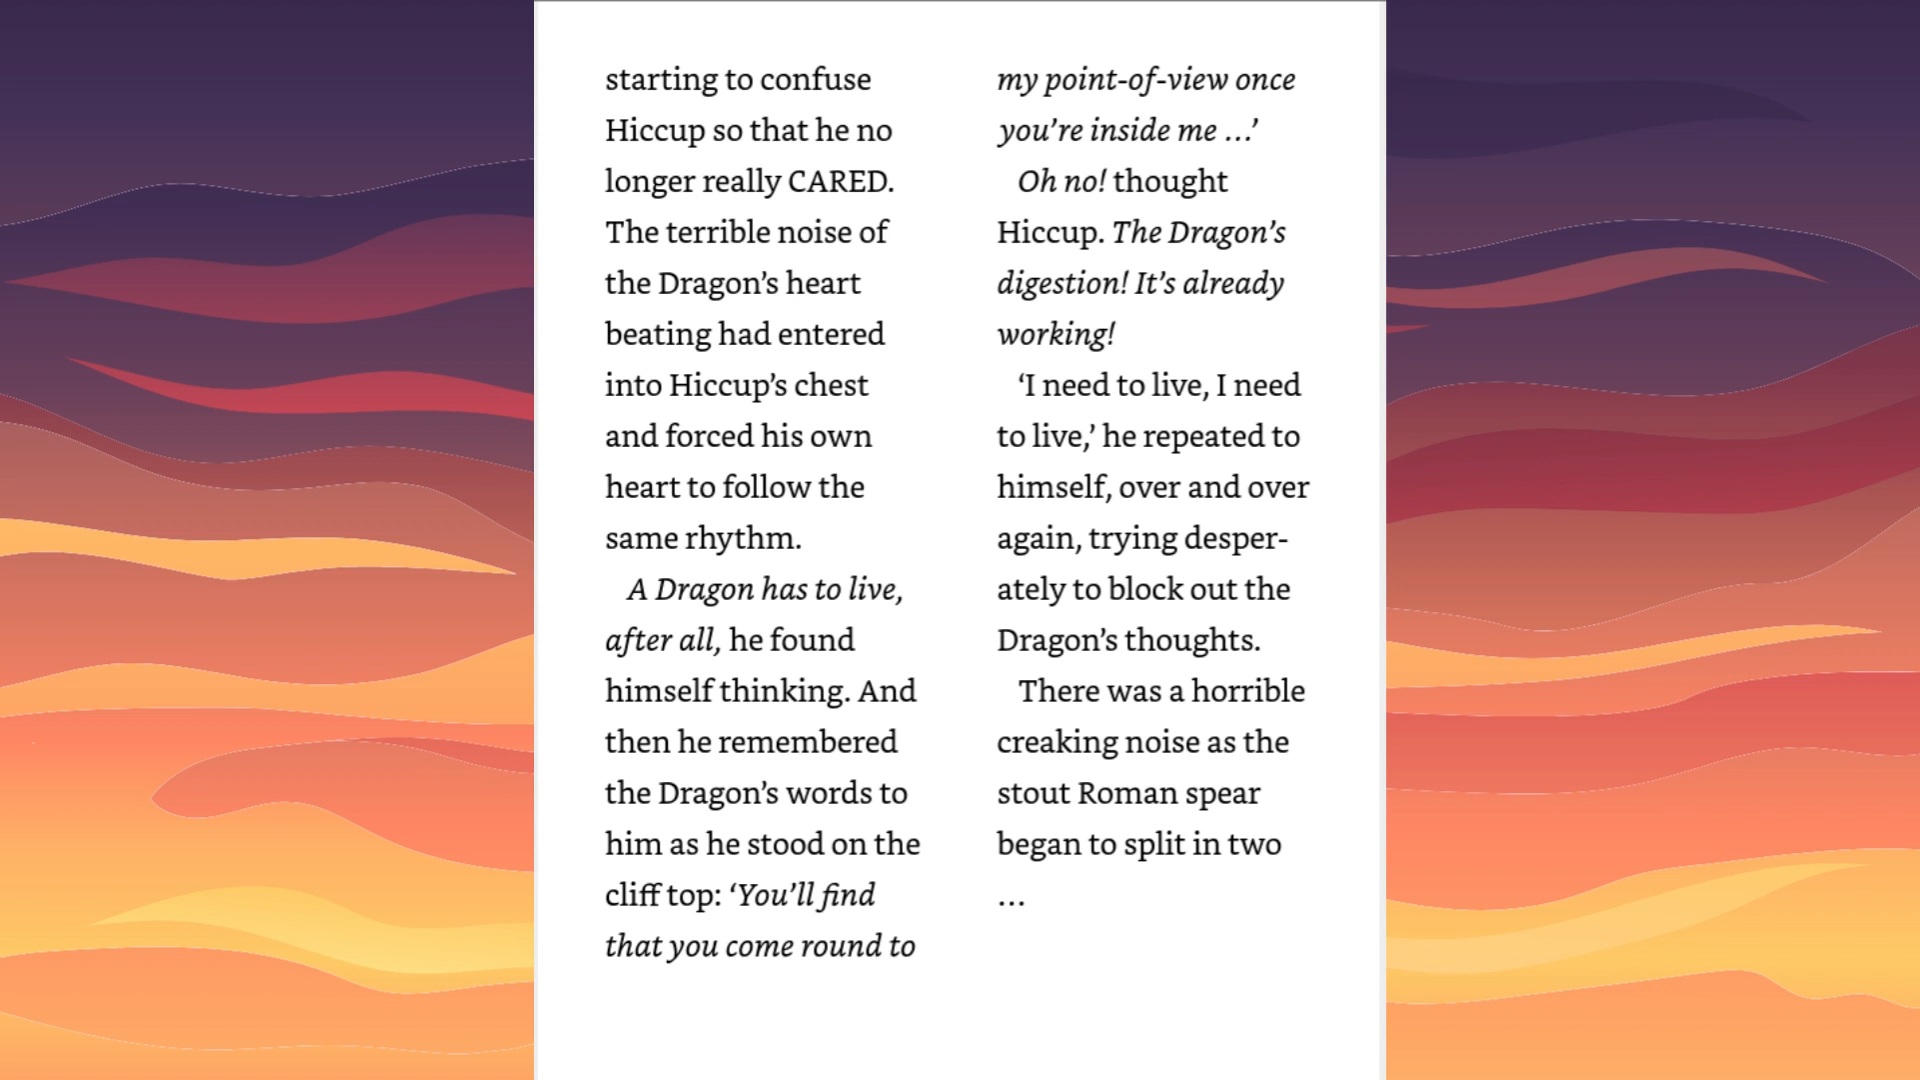 starting to confuse
Hiccup so that he no
longer really CARED.
The terrible noise of
the Dragon’s heart
beating had entered
into Hiccup’s chest
and forced his own
heart to follow the
same rhythm.
A Dragon has to live,
after all, he found
himself thinking. And
then he remembered
the Dragon’s words to
him as he stood on the
cliff top: ‘You’ll find
that you come round to
my point-of-view once
you’re inside me …’
Oh no! thought
Hiccup. The Dragon’s
digestion! It’s already
working!
‘I need to live, I need
to live,’ he repeated to
himself, over and over
again, trying desper-
ately to block out the
Dragon’s thoughts.
There was a horrible
creaking noise as the
stout Roman spear
began to split in two
…